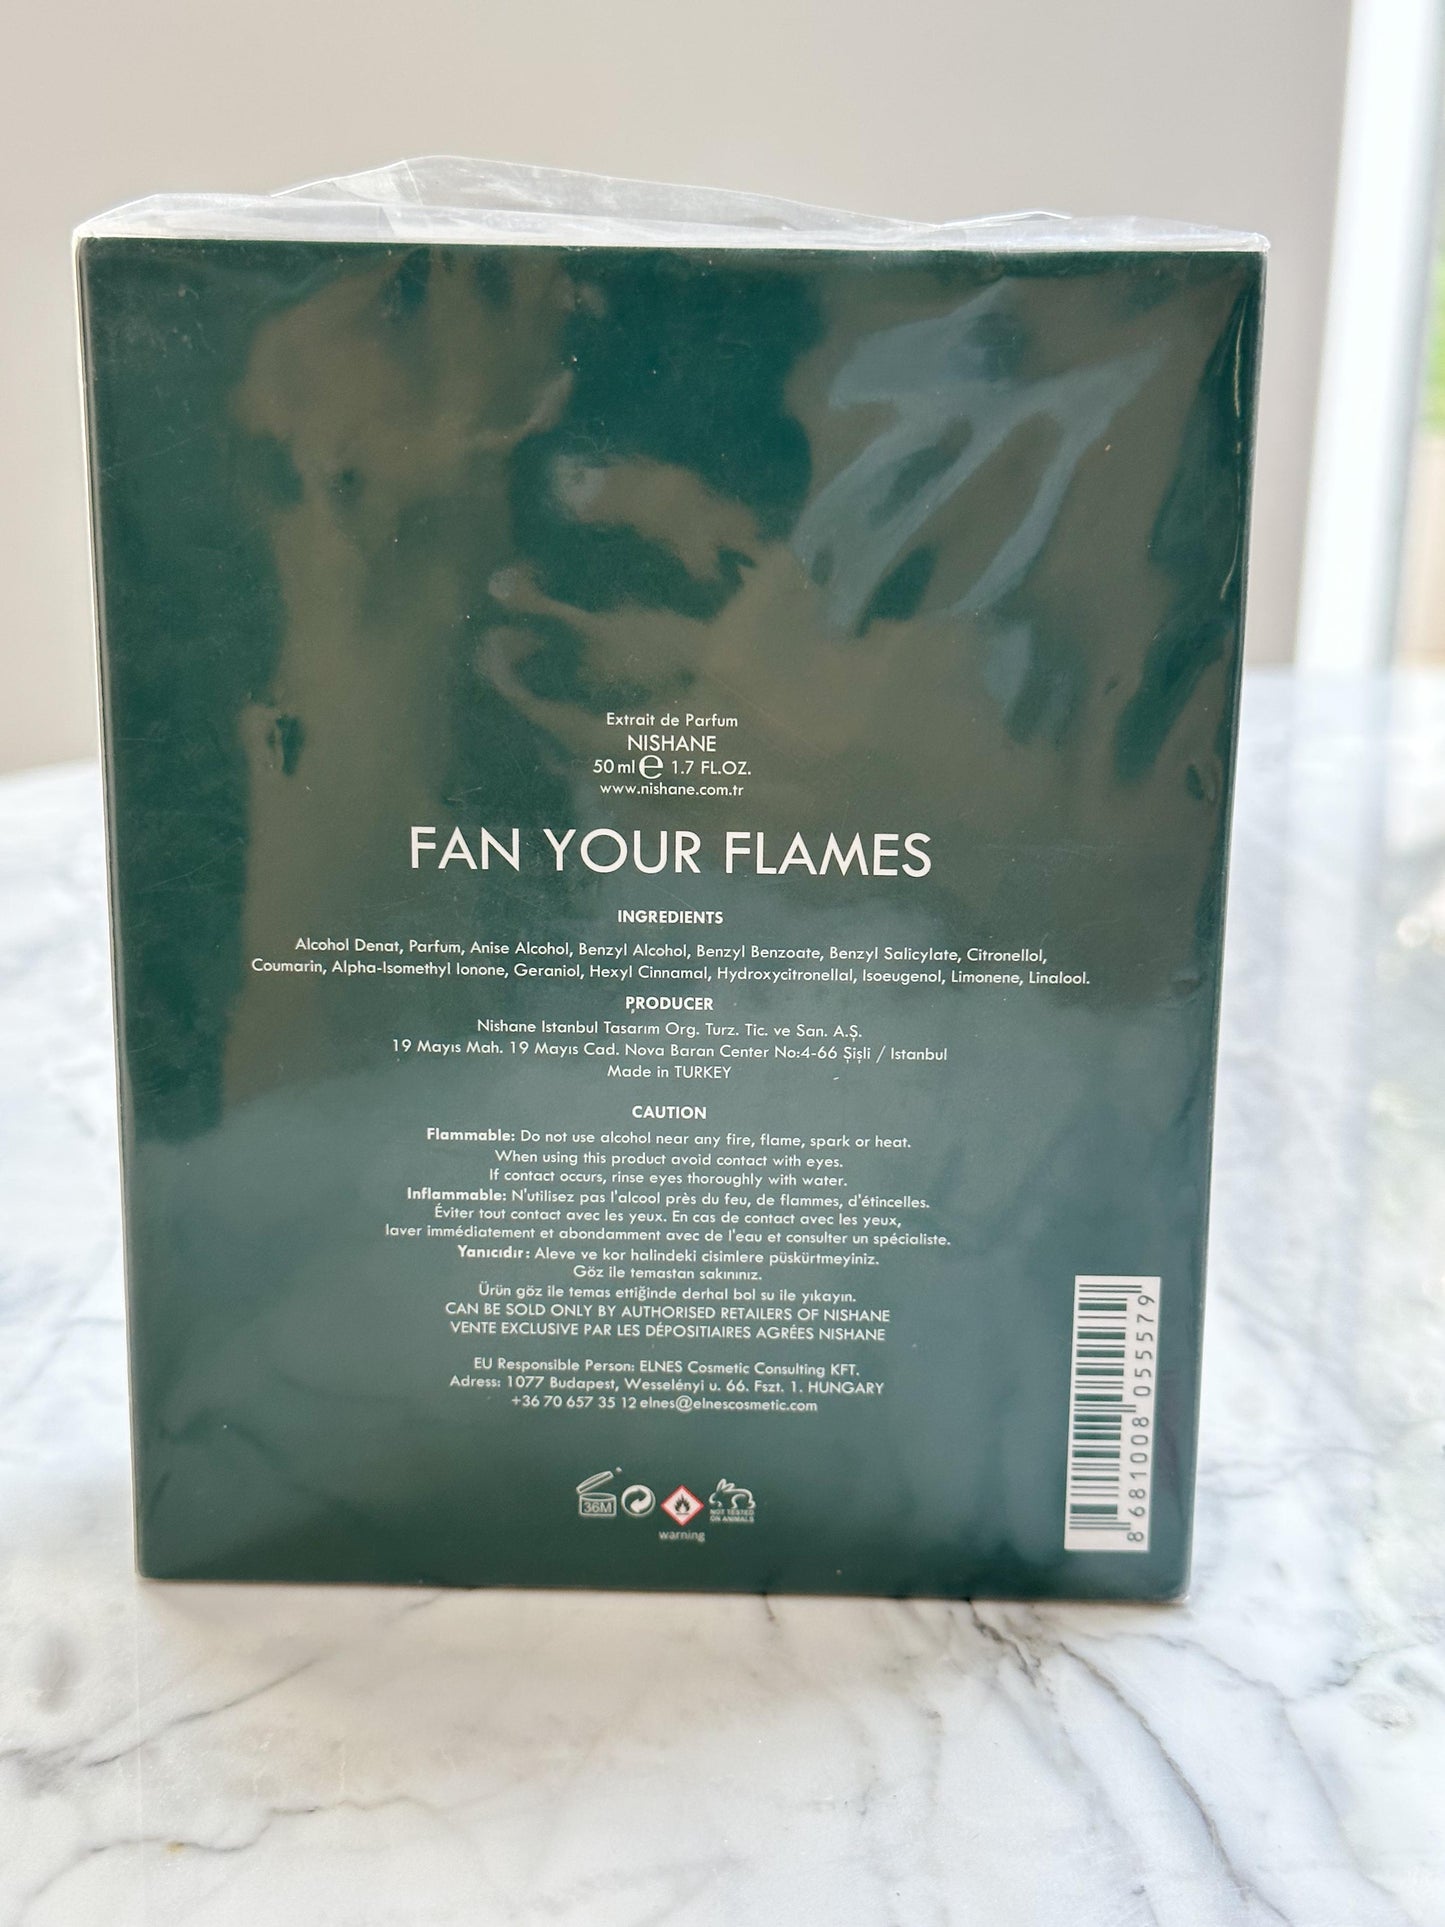 Extrait de Parfum
NISHANE
50 ml ℮ 1.7 FL.OZ.
www.nishane.com.tr
FAN YOUR FLAMES
INGREDIENTS
Alcohol Denat, Parfum, Anise Alcohol, Benzyl Alcohol, Benzyl Benzoate, Benzyl Salicylate, Citronellol,
Coumarin, Alpha-Isomethyl Ionone, Geraniol, Hexyl Cinnamal, Hydroxycitronellal, Isoeugenol, Limonene, Linalool.
PRODUCER
Nishane Istanbul Tasarım Org. Turz. Tic. ve San. A.Ş.
19 Mayıs Mah. 19 Mayıs Cad. Nova Baran Center No:4-66 Şişli / Istanbul
Made in TURKEY
CAUTION
Flammable: Do not use alcohol near any fire, flame, spark or heat.
When using this product avoid contact with eyes.
If contact occurs, rinse eyes thoroughly with water.
Inflammable: N'utilisez pas l'alcool près du feu, de flammes, d'étincelles.
Éviter tout contact avec les yeux. En cas de contact avec les yeux,
laver immédiatement et abondamment avec de l'eau et consulter un spécialiste.
Yanıcıdır: Aleve ve kor halindeki cisimlere püskürtmeyiniz.
Göz ile temastan sakınınız.
Ürün göz ile temas ettiğinde derhal bol su ile yıkayın.
CAN BE SOLD ONLY BY AUTHORISED RETAILERS OF NISHANE
VENTE EXCLUSIVE PAR LES DÉPOSITIAIRES AGRÉES NISHANE
EU Responsible Person: ELNES Cosmetic Consulting KFT.
Adress: 1077 Budapest, Wesselényi u. 66. Fszt. 1. HUNGARY
+36 70 657 35 12 elnes@elnescosmetic.com
36M
NOT TESTED
ON ANIMALS
warning
8 681008 055579